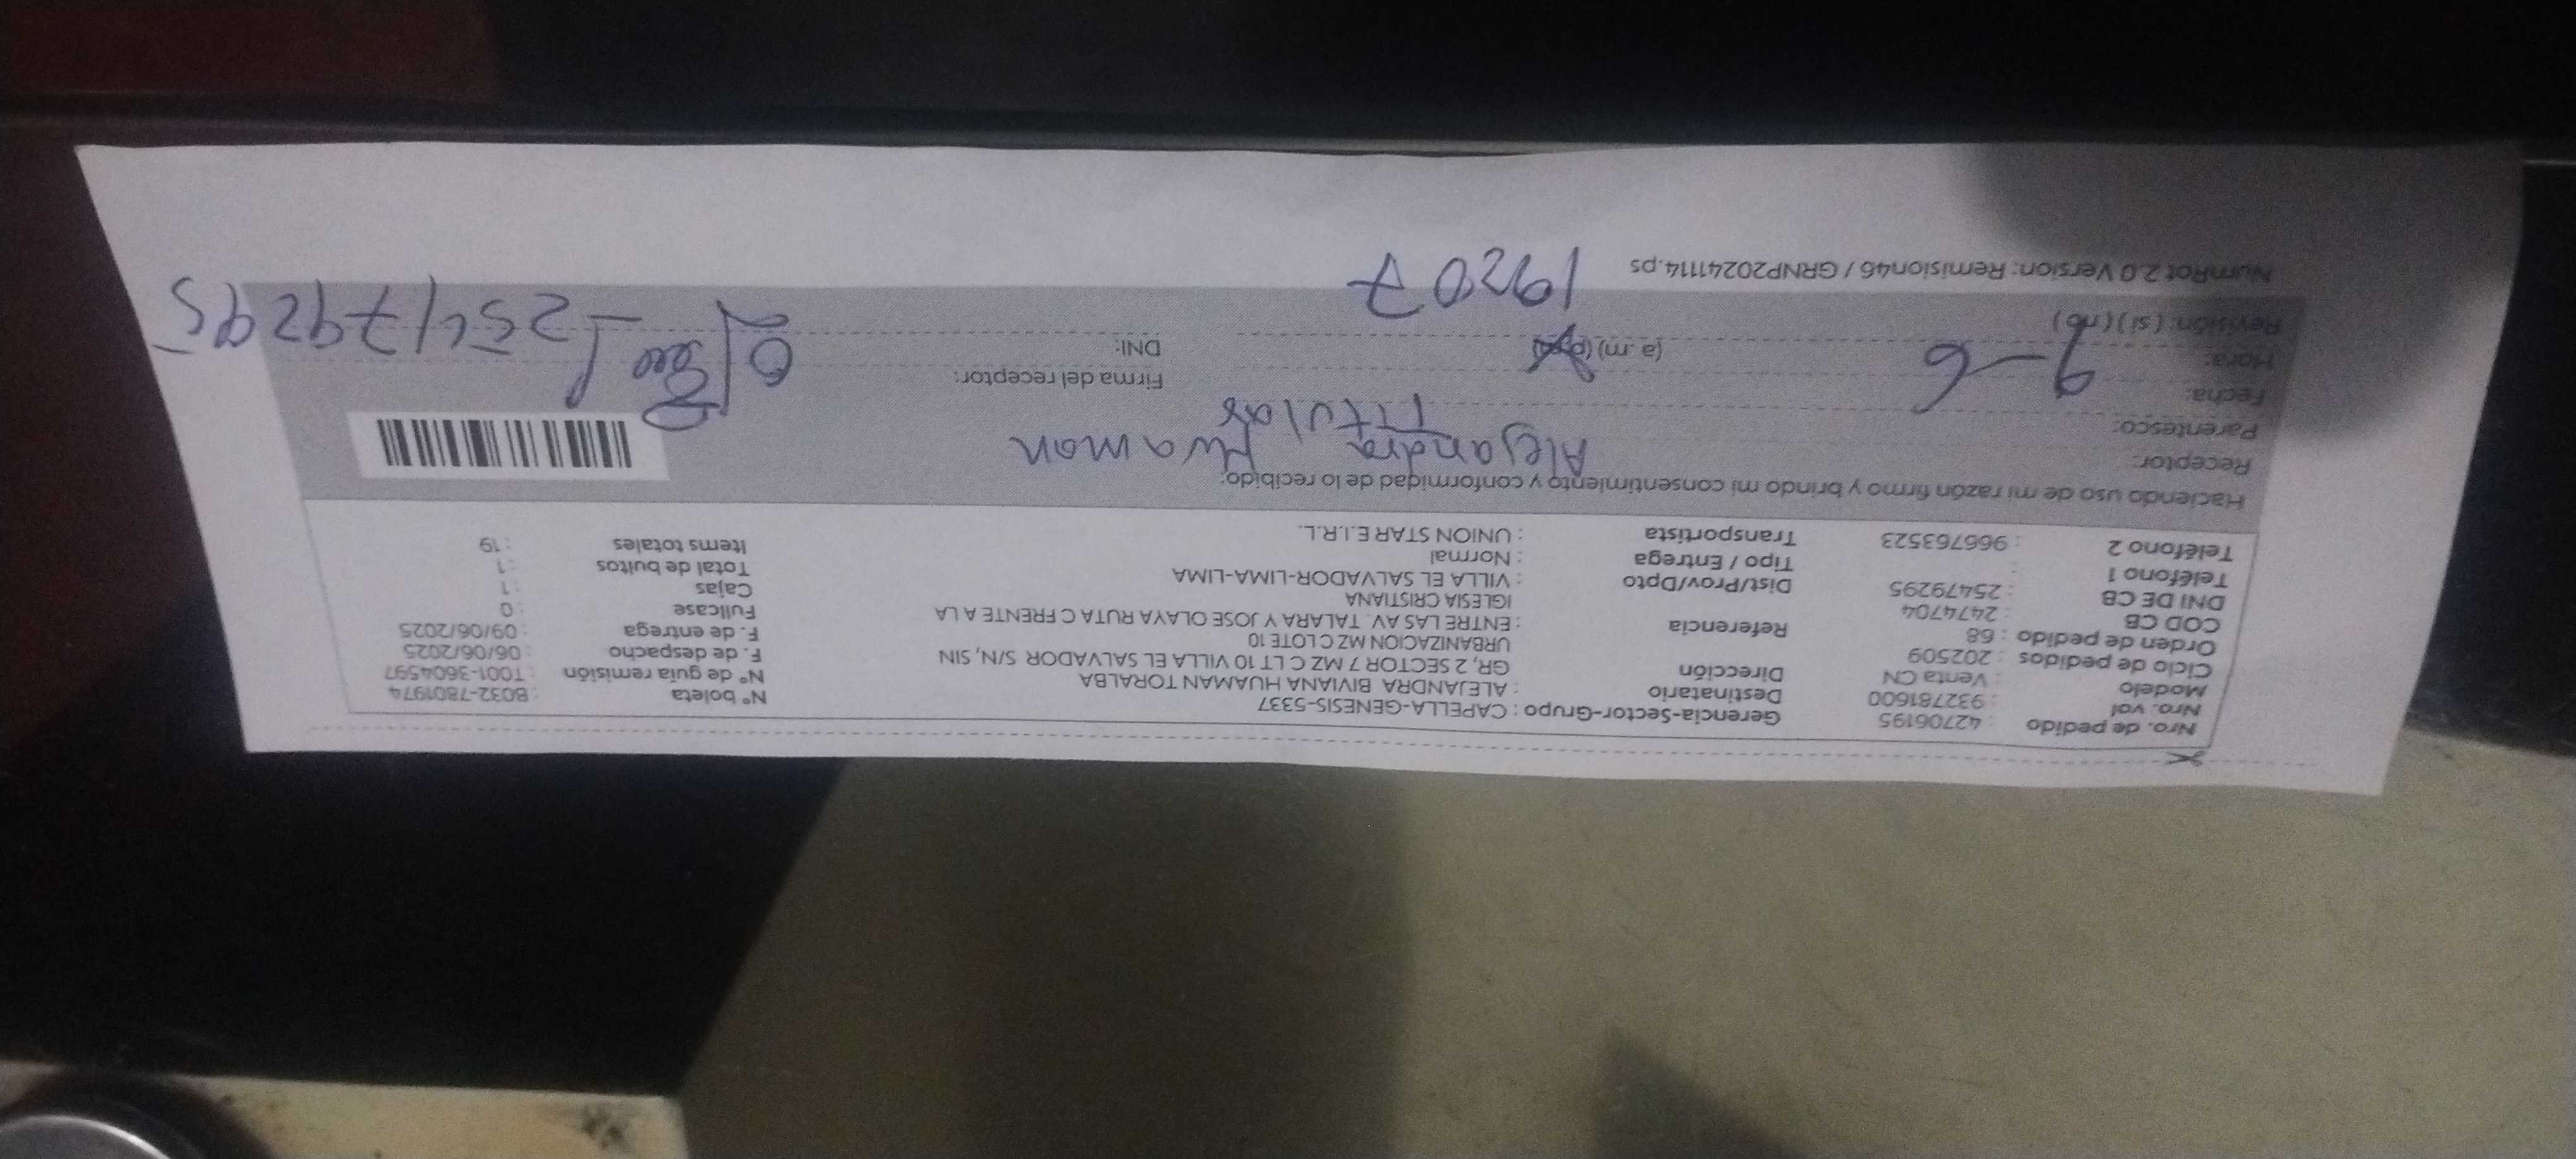 Nro. de pedido : 42706195 Gerencia-Sector-Grupo : CAPELLA-GENESIS-5337 N° boleta : B032-7801974
Nro. vol : 932781600 Destinatario : ALEJANDRA BIVIANA HUAMAN TORALBA N° de guía remisión : T001-3604597
Modelo : Venta CN Dirección GR, 2 SECTOR 7 MZ C LT 10 VILLA EL SALVADOR S/N, SIN F. de despacho : 06/06/2025
Ciclo de pedidos : 202509 URBANIZACION MZ C LOTE 10 F. de entrega : 09/06/2025
Orden de pedido : 68 Referencia : ENTRE LAS AV. TALARA Y JOSE OLAYA RUTA C FRENTE A LA Fullcase : 0
COD CB : 2474704 IGLESIA CRISTIANA Cajas : 1
DNI DE CB : 25479295 Dist/Prov/Dpto : VILLA EL SALVADOR-LIMA-LIMA Total de bultos : 1
Teléfono 1 : Tipo / Entrega : Normal Items totales : 19
Teléfono 2 : 966763523 Transportista : UNION STAR E.I.R.L.
Haciendo uso de mi razón firmo y brindo mi consentimiento y conformidad de lo recibido:
Receptor: Alejandra Huaman
Parentesco: Titular
Fecha: 9-6 Firma del receptor:
Hora: (a.m) DNI: 25479295
Revisión: (si) (no)
19207
NumRot 2.0 Version: Remision46 / GRNP20241114.ps